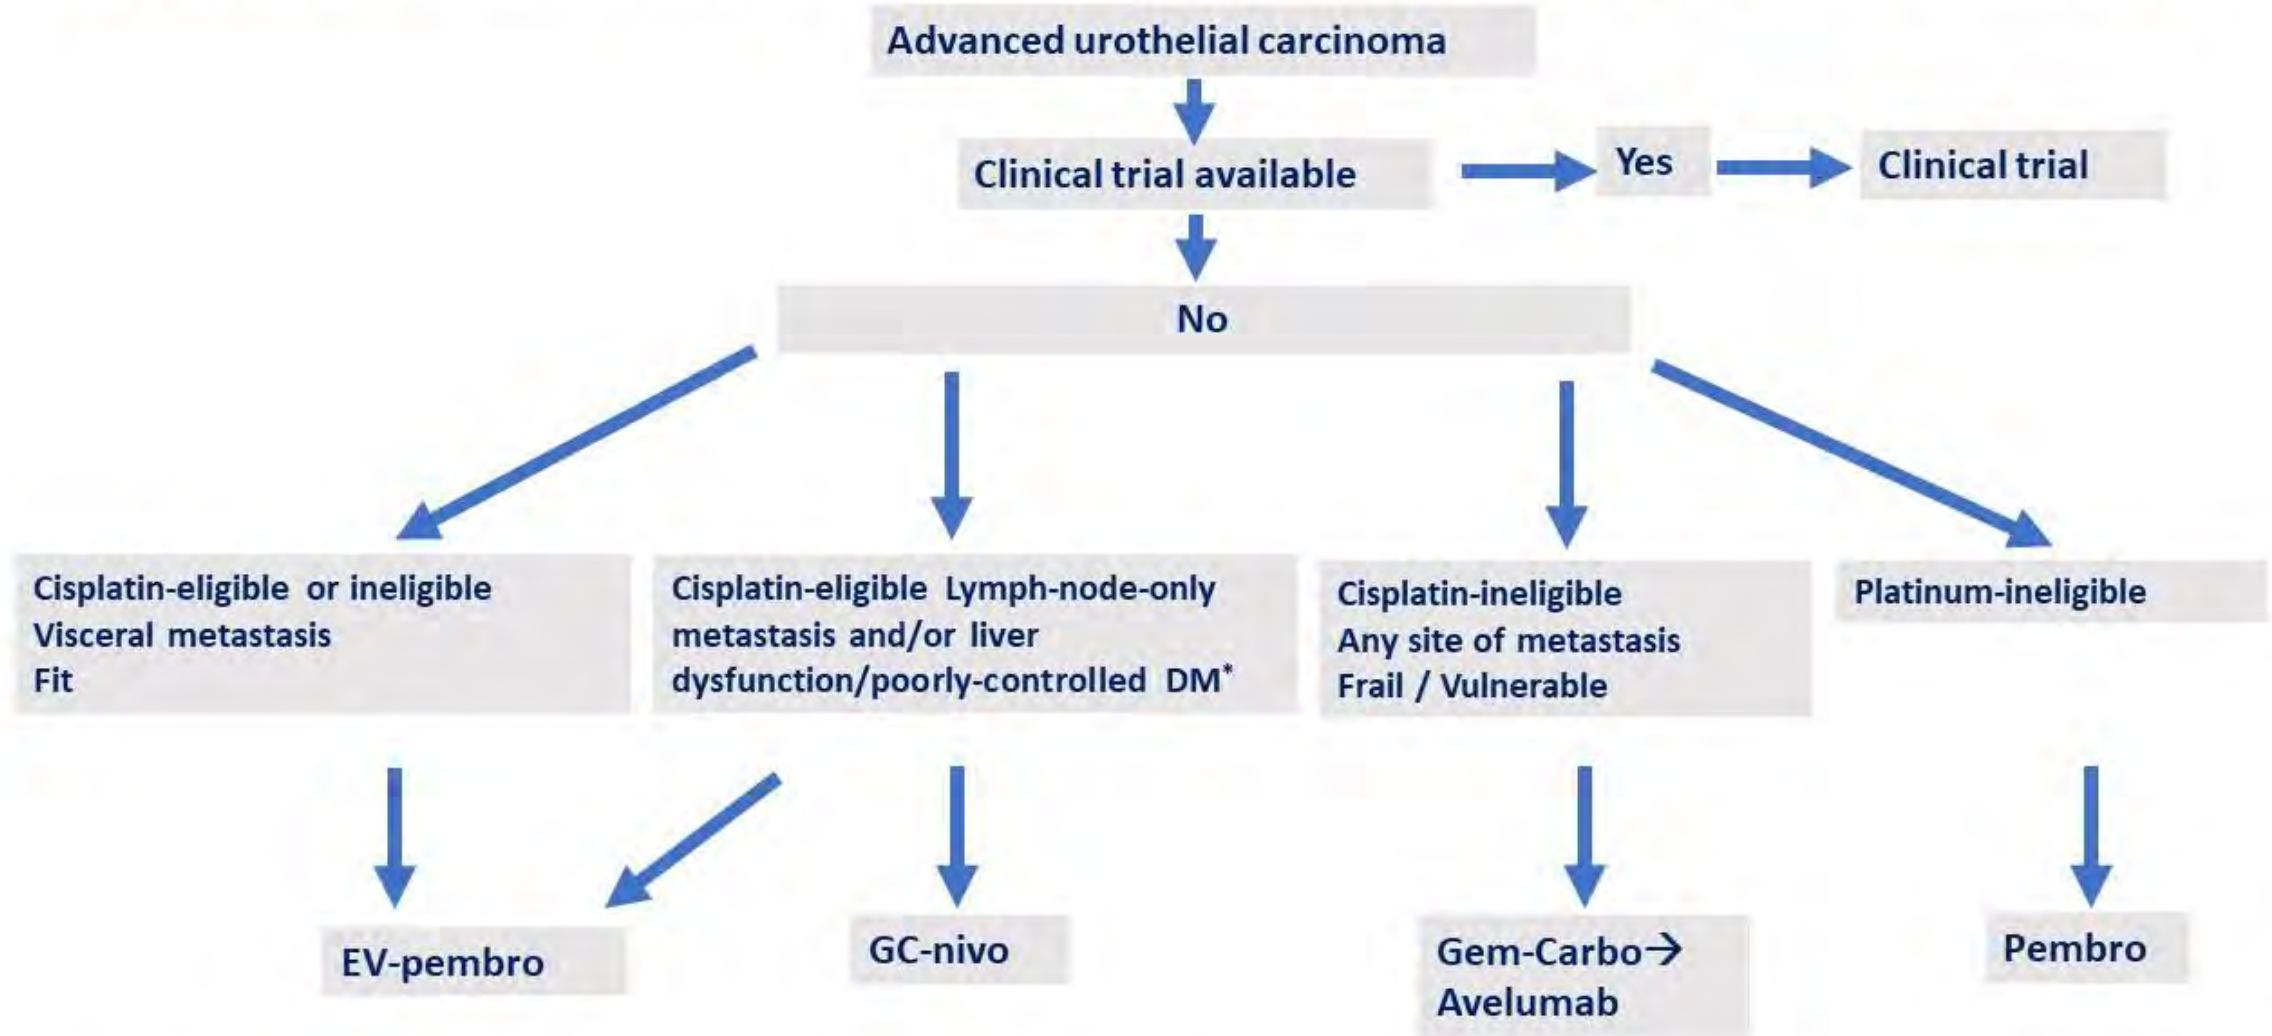 Advanced urothelial carcinoma
Clinical trial available
Yes
Clinical trial
No
Cisplatin-eligible or ineligible
Visceral metastasis
Fit
Cisplatin-eligible Lymph-node-only
metastasis and/or liver
dysfunction/poorly-controlled DM*
Cisplatin-ineligible
Any site of metastasis
Frail / Vulnerable
Platinum-ineligible
EV-pembro
GC-nivo
Gem-Carbo→
Avelumab
Pembro